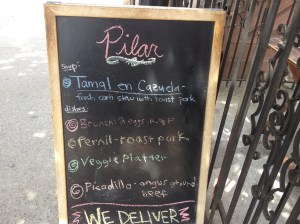 Pilar
Soup:
Tamal en Cazuela-
fresh corn stew with roast pork
dishes:
Pernil-roast pork
Veggie Platter
Picadillo-angus ground
beef
WE DELIVER